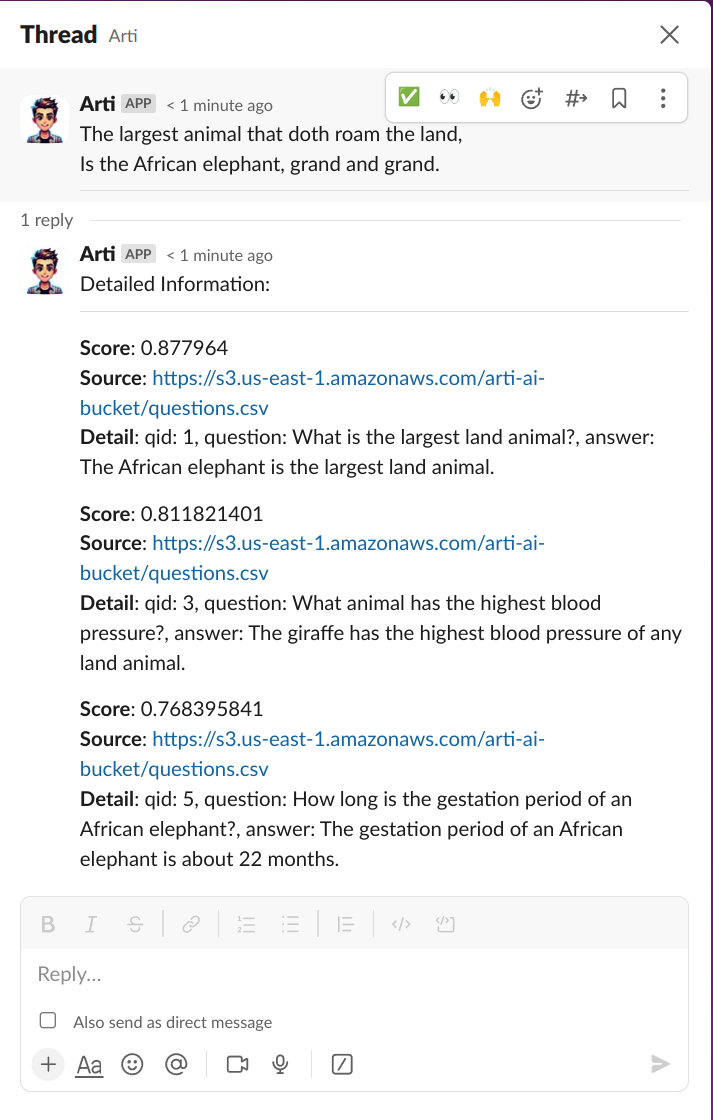 Thread Arti
Arti APP < 1 minute ago
The largest animal that doth roam the land,
Is the African elephant, grand and grand.
1 reply
Arti APP < 1 minute ago
Detailed Information:
Score: 0.877964
Source: https://s3.us-east-1.amazonaws.com/arti-ai-
bucket/questions.csv
Detail: qid: 1, question: What is the largest land animal?, answer:
The African elephant is the largest land animal.
Score: 0.811821401
Source: https://s3.us-east-1.amazonaws.com/arti-ai-
bucket/questions.csv
Detail: qid: 3, question: What animal has the highest blood
pressure?, answer: The giraffe has the highest blood pressure of any
land animal.
Score: 0.768395841
Source: https://s3.us-east-1.amazonaws.com/arti-ai-
bucket/questions.csv
Detail: qid: 5, question: How long is the gestation period of an
African elephant?, answer: The gestation period of an African
elephant is about 22 months.
B I S
Reply...
Also send as direct message
Aa @